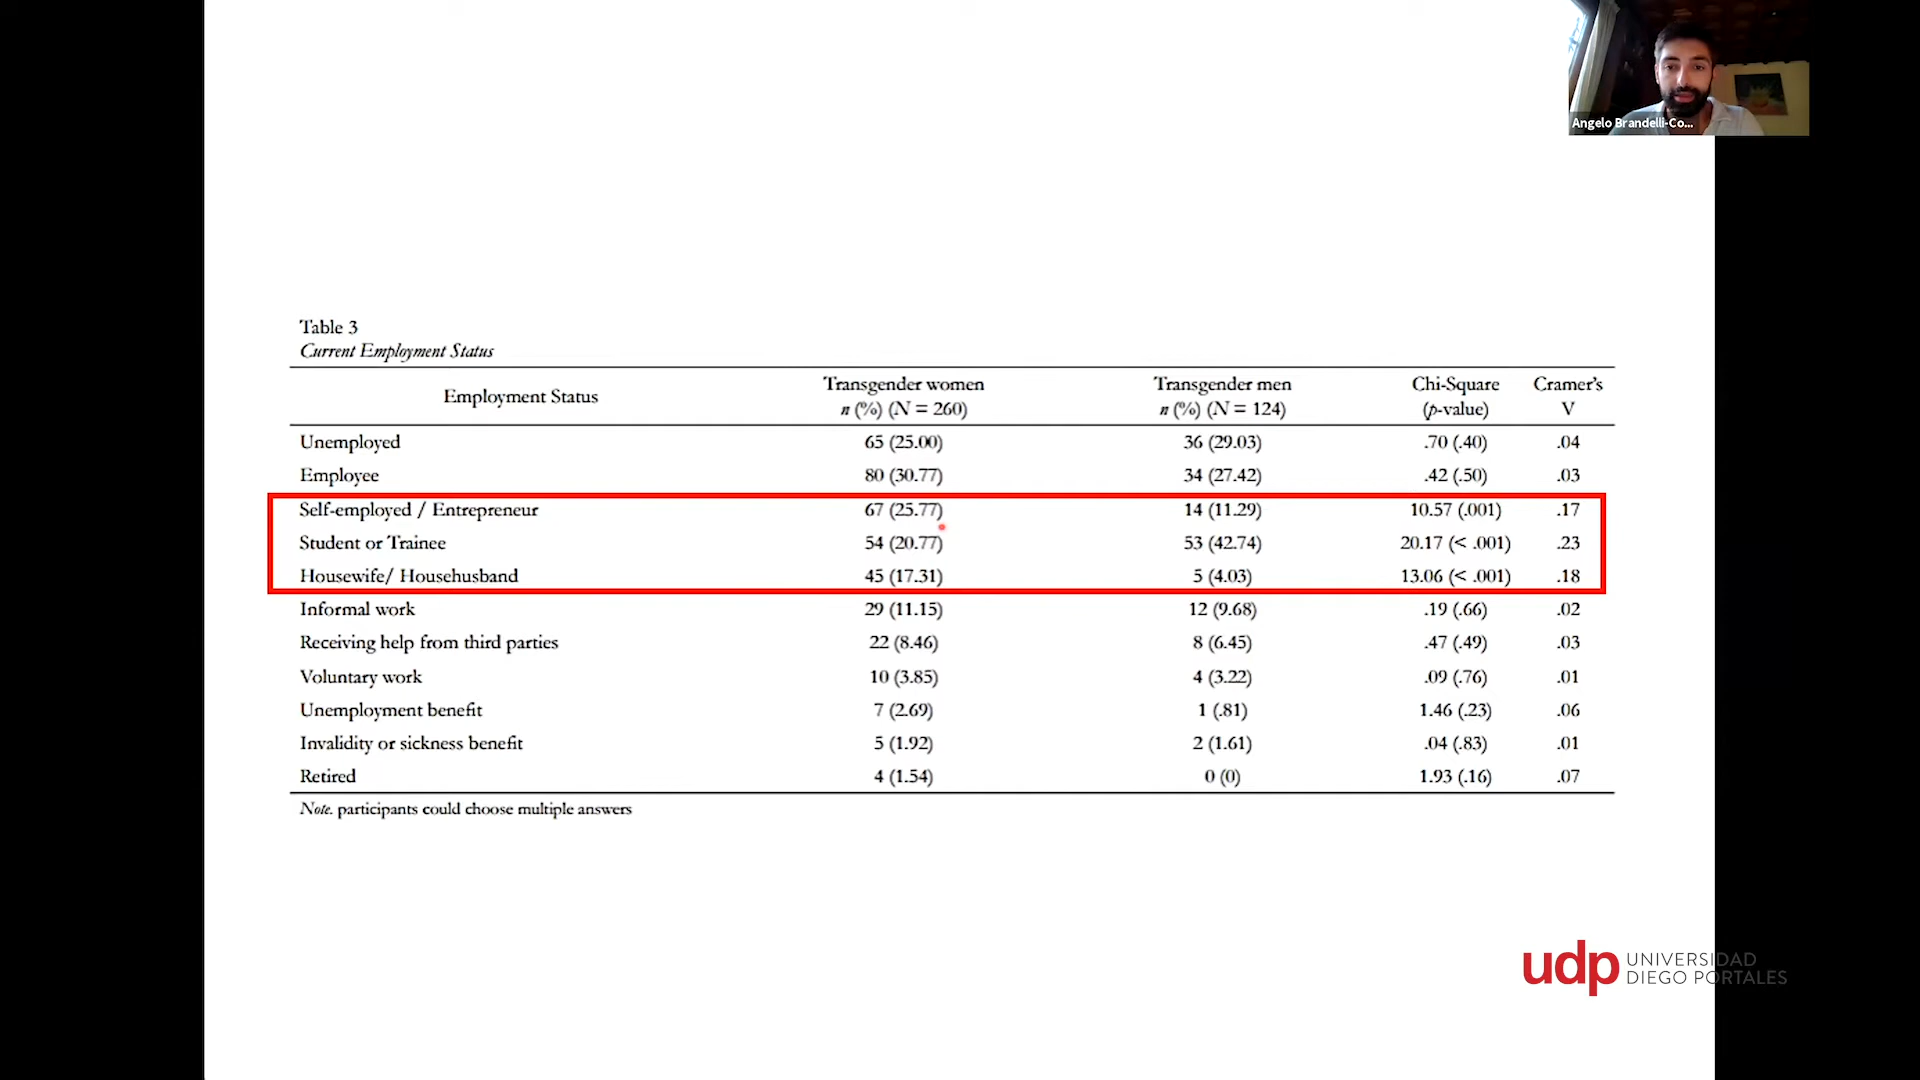 Angelo Brandelli-Co...
Table 3
Current Employment Status
Employment Status Transgender women n (%) (N = 260) Transgender men n (%) (N = 124) Chi-Square (p-value) Cramer's V
Unemployed 65 (25.00) 36 (29.03) .70 (.40) .04
Employee 80 (30.77) 34 (27.42) .42 (.50) .03
Self-employed / Entrepreneur 67 (25.77) 14 (11.29) 10.57 (.001) .17
Student or Trainee 54 (20.77) 53 (42.74) 20.17 (< .001) .23
Housewife/ Househusband 45 (17.31) 5 (4.03) 13.06 (< .001) .18
Informal work 29 (11.15) 12 (9.68) .19 (.66) .02
Receiving help from third parties 22 (8.46) 8 (6.45) .47 (.49) .03
Voluntary work 10 (3.85) 4 (3.22) .09 (.76) .01
Unemployment benefit 7 (2.69) 1 (.81) 1.46 (.23) .06
Invalidity or sickness benefit 5 (1.92) 2 (1.61) .04 (.83) .01
Retired 4 (1.54) 0 (0) 1.93 (.16) .07
Note. participants could choose multiple answers
udp UNIVERSIDAD
DIEGO PORTALES